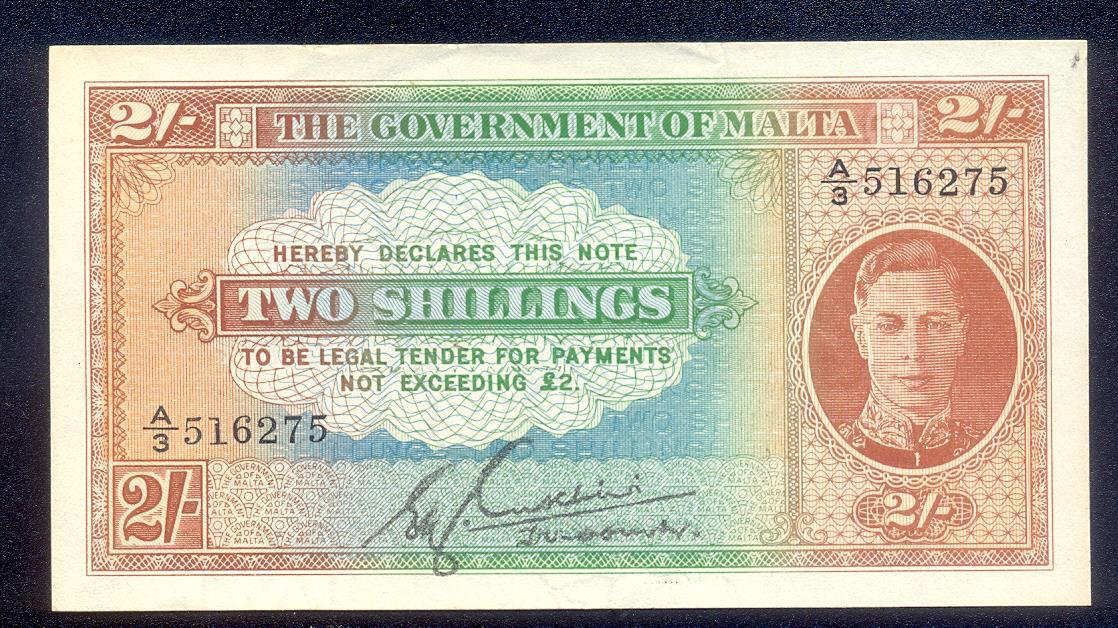 2/-
THE GOVERNMENT OF MALTA
2/-
A/3 516275
HEREBY DECLARES THIS NOTE
TWO SHILLINGS
TO BE LEGAL TENDER FOR PAYMENTS
NOT EXCEEDING £2.
A/3 516275
2/-
2/-